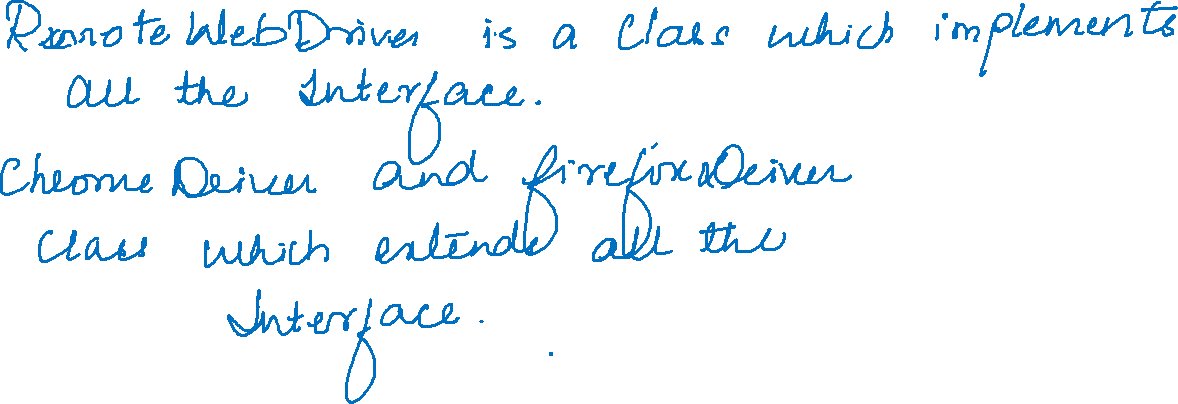 RemoteWebDriver is a class which implements
all the Interface.
ChromeDriver and firefoxDriver
class which extends all the
Interface.